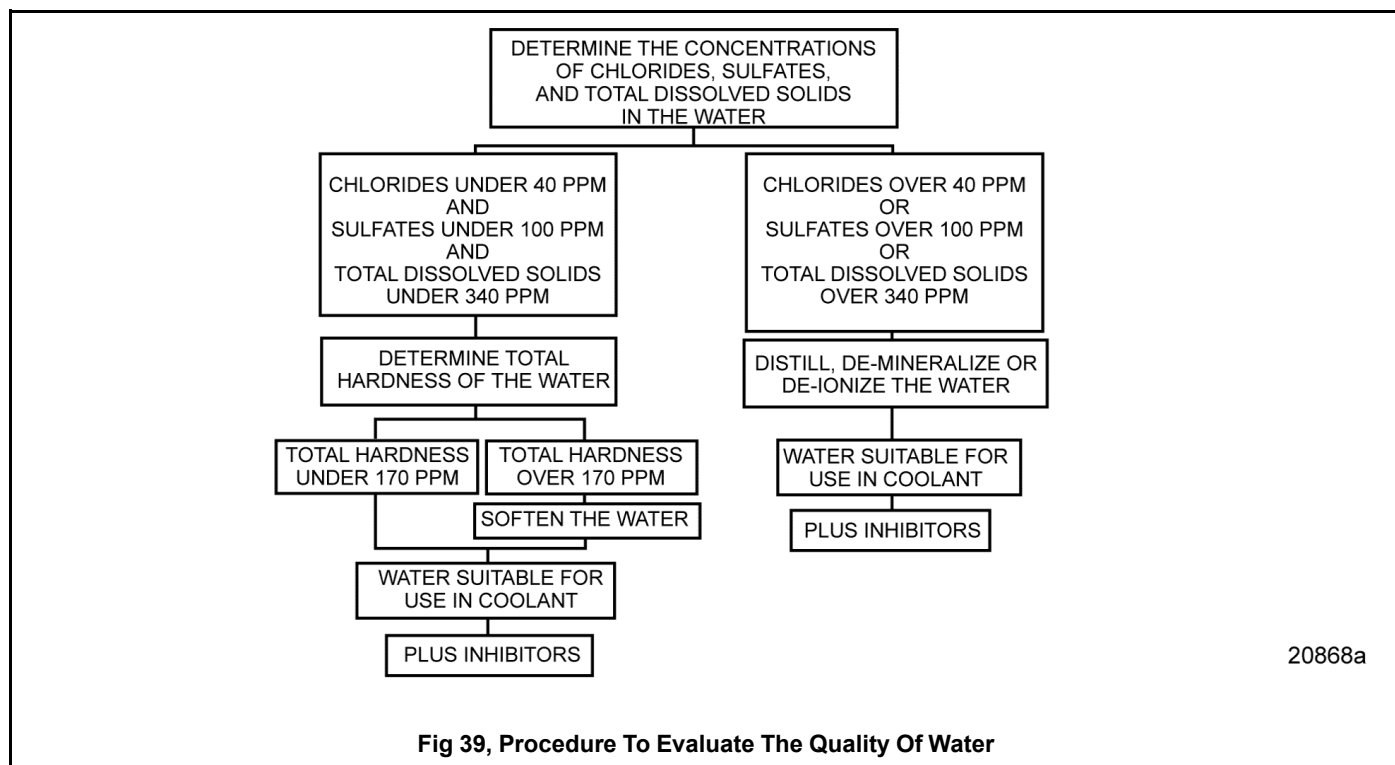 DETERMINE THE CONCENTRATIONS
OF CHLORIDES, SULFATES,
AND TOTAL DISSOLVED SOLIDS
IN THE WATER
CHLORIDES UNDER 40 PPM
AND
SULFATES UNDER 100 PPM
AND
TOTAL DISSOLVED SOLIDS
UNDER 340 PPM
CHLORIDES OVER 40 PPM
OR
SULFATES OVER 100 PPM
OR
TOTAL DISSOLVED SOLIDS
OVER 340 PPM
DETERMINE TOTAL
HARDNESS OF THE WATER
DISTILL, DE-MINERALIZE OR
DE-IONIZE THE WATER
TOTAL HARDNESS
UNDER 170 PPM
TOTAL HARDNESS
OVER 170 PPM
WATER SUITABLE FOR
USE IN COOLANT
SOFTEN THE WATER
PLUS INHIBITORS
WATER SUITABLE FOR
USE IN COOLANT
PLUS INHIBITORS
20868a
Fig 39, Procedure To Evaluate The Quality Of Water